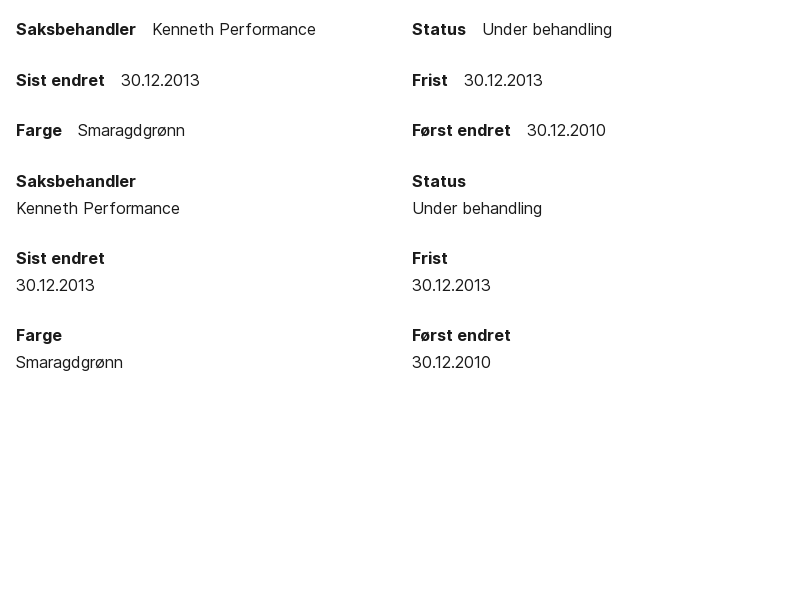 Saksbehandler Kenneth Performance Status Under behandling
Sist endret 30.12.2013 Frist 30.12.2013
Farge Smaragdgrønn Først endret 30.12.2010
Saksbehandler Status
Kenneth Performance Under behandling
Sist endret Frist
30.12.2013 30.12.2013
Farge Først endret
Smaragdgrønn 30.12.2010